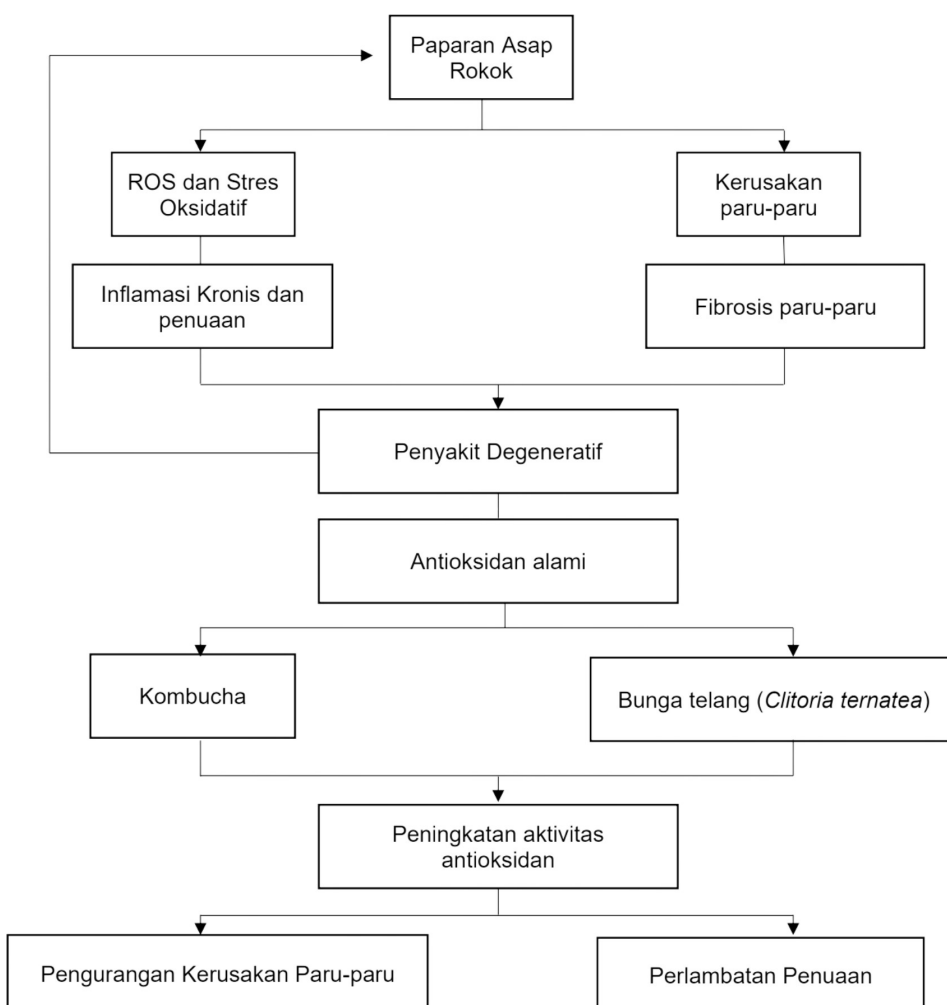 Paparan Asap
Rokok
ROS dan Stres
Oksidatif
Kerusakan
paru-paru
Inflamasi Kronis dan
penuaan
Fibrosis paru-paru
Penyakit Degeneratif
Antioksidan alami
Kombucha
Bunga telang (Clitoria ternatea)
Peningkatan aktivitas
antioksidan
Pengurangan Kerusakan Paru-paru
Perlambatan Penuaan